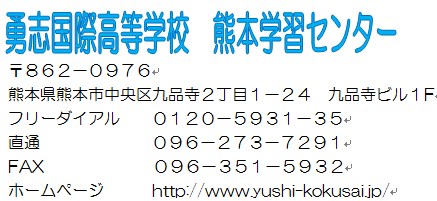 勇志国際高等学校　熊本学習センター
〒８６２－０９７６
熊本県熊本市中央区九品寺２丁目１－２４　九品寺ビル１F
フリーダイアル　０１２０－５９３１－３５
直通　０９６－２７３－７２９１
FAX　０９６－３５１－５９３２
ホームページ　http://www.yushi-kokusai.jp/